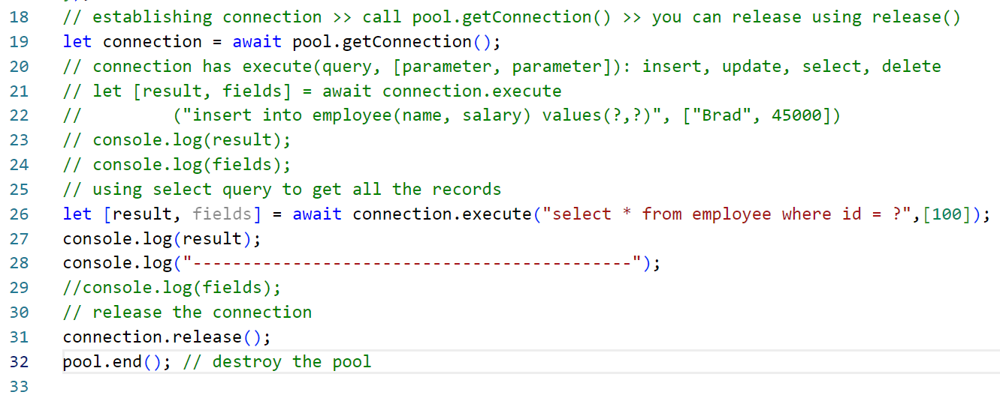 18 // establishing connection >> call pool.getConnection() >> you can release using release()
19 let connection = await pool.getConnection();
20 // connection has execute(query, [parameter, parameter]): insert, update, select, delete
21 // let [result, fields] = await connection.execute
22 //         ("insert into employee(name, salary) values(?,?)", ["Brad", 45000])
23 // console.log(result);
24 // console.log(fields);
25 // using select query to get all the records
26 let [result, fields] = await connection.execute("select * from employee where id = ?",[100]);
27 console.log(result);
28 console.log("--------------------------------------------");
29 //console.log(fields);
30 // release the connection
31 connection.release();
32 pool.end(); // destroy the pool
33